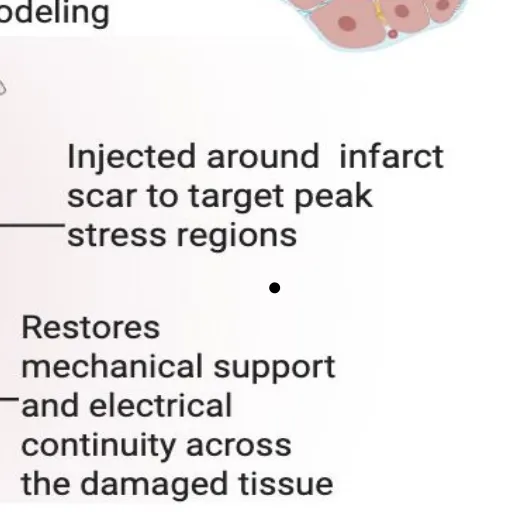 odeling
Injected around infarct
scar to target peak
stress regions
Restores
mechanical support
and electrical
continuity across
the damaged tissue